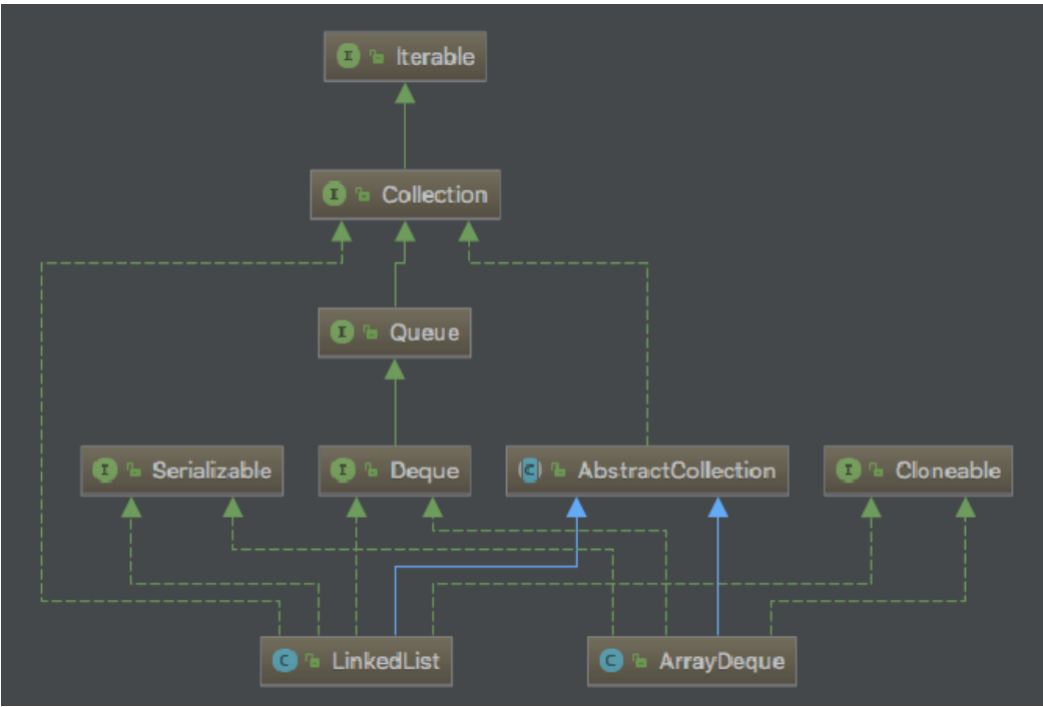 Iterable
Collection
Queue
Serializable
Deque
AbstractCollection
Cloneable
LinkedList
ArrayDeque